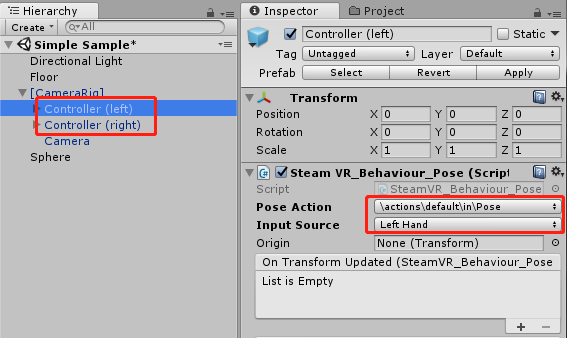 Hierarchy
Create
All
Simple Sample*
Directional Light
Floor
[CameraRig]
Controller (left)
Controller (right)
Camera
Sphere
Inspector
Controller (left)
Static
Tag Untagged Layer Default
Prefab Select Revert Apply
Transform
Position X 0 Y 0 Z 0
Rotation X 0 Y 0 Z 0
Scale X 1 Y 1 Z 1
Steam VR_Behaviour_Pose (Script
Script SteamVR_Behaviour_Pose
Pose Action \actions\default\in\Pose
Input Source Left Hand
Origin None (Transform)
On Transform Updated (SteamVR_Behaviour_Pose
List is Empty